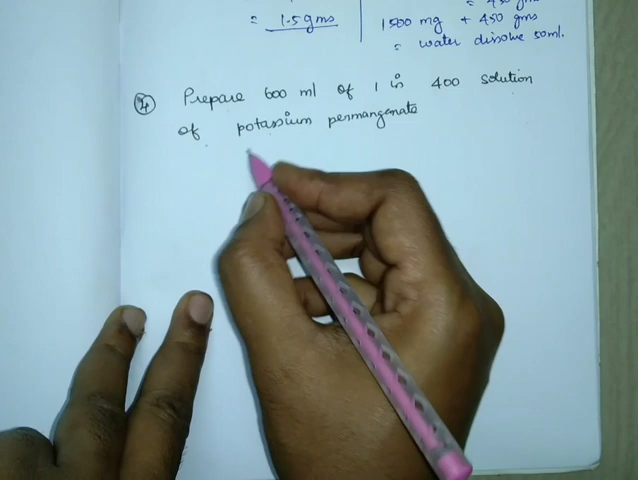 = 1.5 gms
1500 mg + 450 gms
= water dissolve 50ml.
4 Prepare 600 ml of 1 in 400 solution
of potassium permanganate